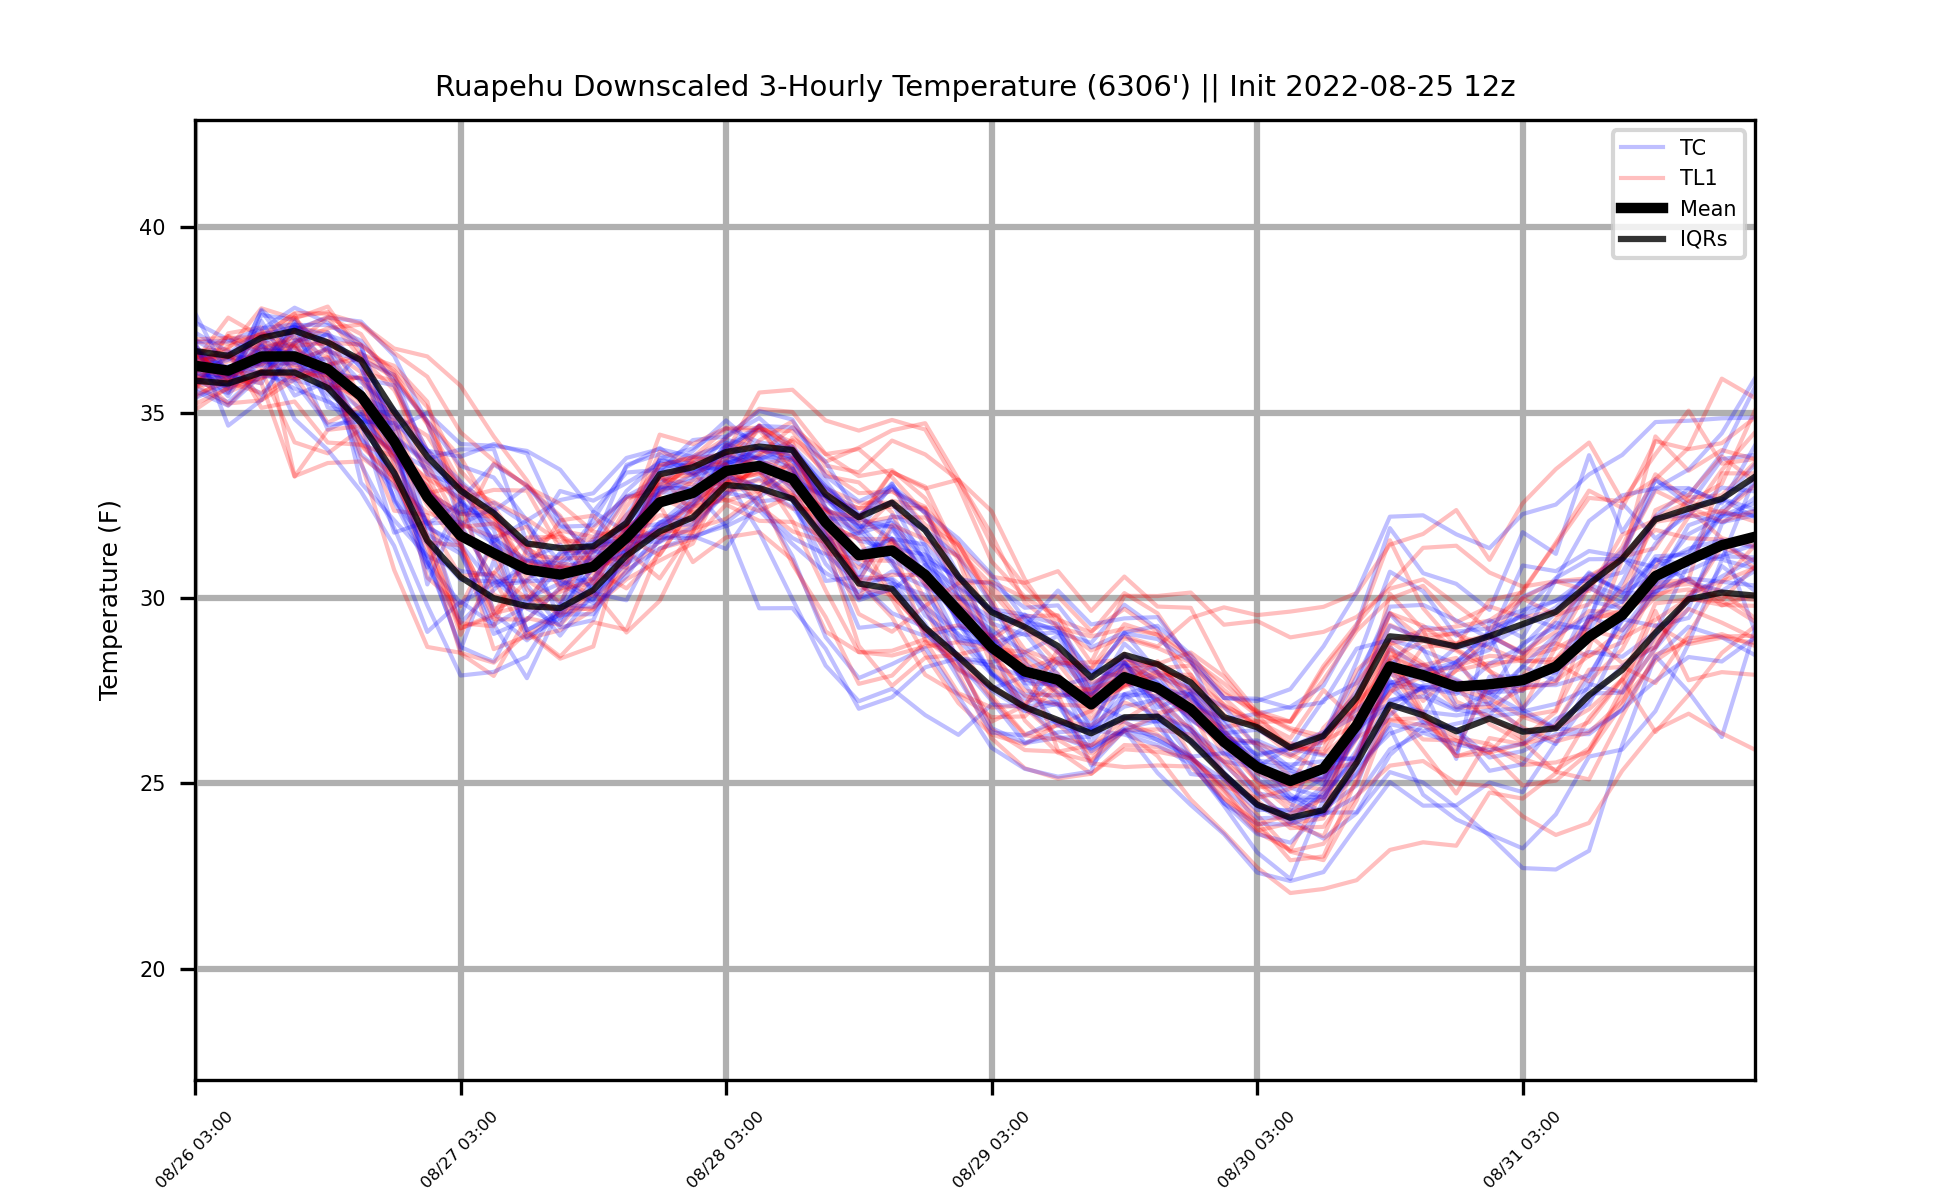 Ruapehu Downscaled 3-Hourly Temperature (6306') || Init 2022-08-25 12z
TC
TL1
Mean
IQRs
Temperature (F)
40
35
30
25
20
08/26 03:00
08/27 03:00
08/28 03:00
08/29 03:00
08/30 03:00
08/31 03:00